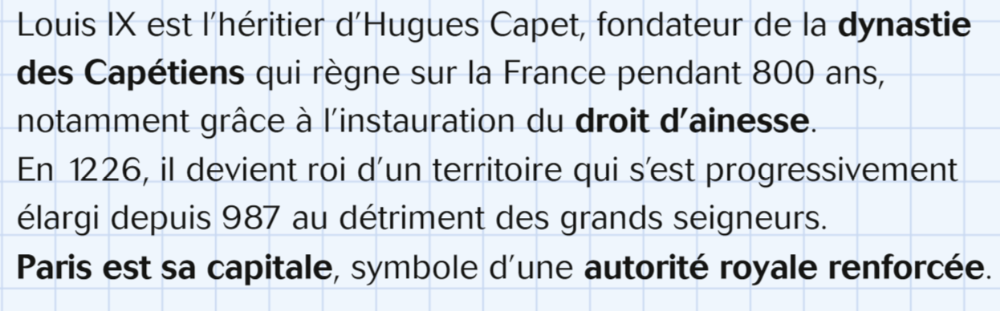 Louis IX est l’héritier d’Hugues Capet, fondateur de la dynastie
des Capétiens qui règne sur la France pendant 800 ans,
notamment grâce à l’instauration du droit d’ainesse.
En 1226, il devient roi d’un territoire qui s’est progressivement
élargi depuis 987 au détriment des grands seigneurs.
Paris est sa capitale, symbole d’une autorité royale renforcée.